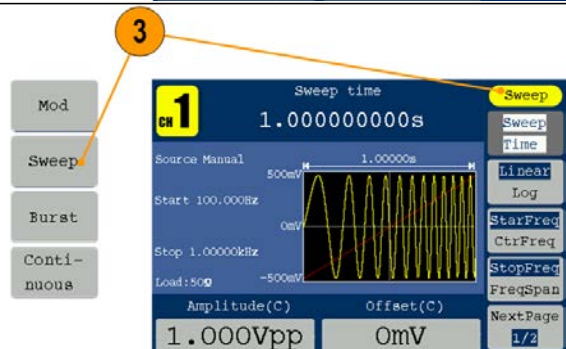 3
Mod
Sweep
Burst
Conti-
nuous
CH 1
Sweep time
1.000000000s
Source Manual
Start 100.000Hz
Stop 1.00000kHz
Load:50Ω
1.00000s
500mV
0mV
-500mV
Amplitude(C)
1.000Vpp
Offset(C)
0mV
Sweep
Sweep
Time
Linear
Log
StarFreq
CtrFreq
StopFreq
FreqSpan
NextPage
1/2